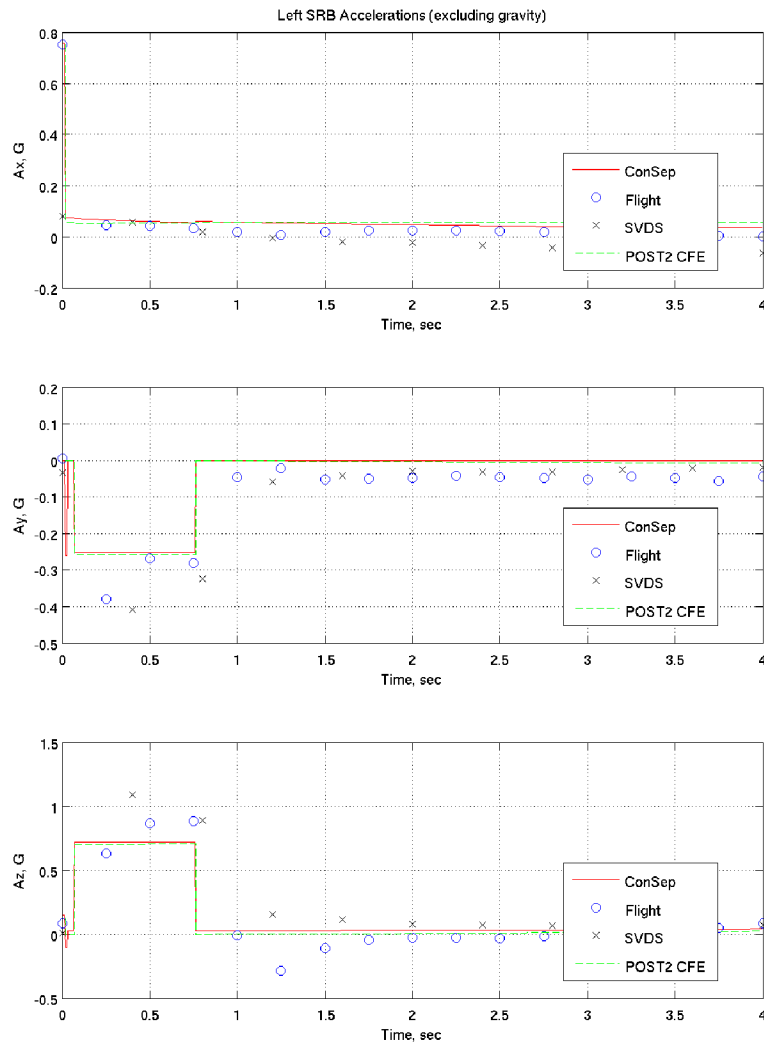 Left SRB Accelerations (excluding gravity)
0.8
0.6
0.4
0.2
0
-0.2
Ax, G
ConSep
Flight
SVDS
POST2 CFE
0 0.5 1 1.5 2 2.5 3 3.5 4
Time, sec
0.2
0.1
0
-0.1
-0.2
-0.3
-0.4
-0.5
Ay, G
ConSep
Flight
SVDS
POST2 CFE
0 0.5 1 1.5 2 2.5 3 3.5 4
Time, sec
1.5
1
0.5
0
-0.5
Az, G
ConSep
Flight
SVDS
POST2 CFE
0 0.5 1 1.5 2 2.5 3 3.5 4
Time, sec